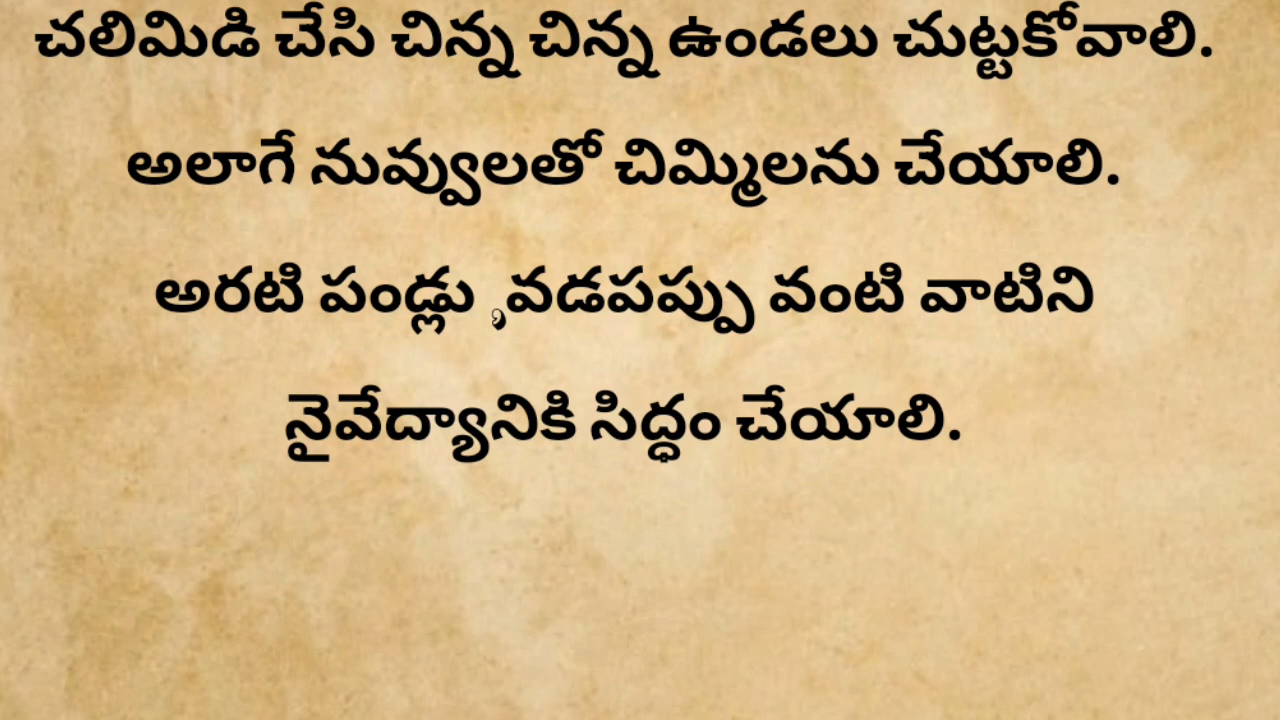 చలిమిడి చేసి చిన్న చిన్న ఉండలు చుట్టకోవాలి.
అలాగే నువ్వులతో చిమ్మిలను చేయాలి.
అరటి పండ్లు ,వడపప్పు వంటి వాటిని
నైవేద్యానికి సిద్ధం చేయాలి.